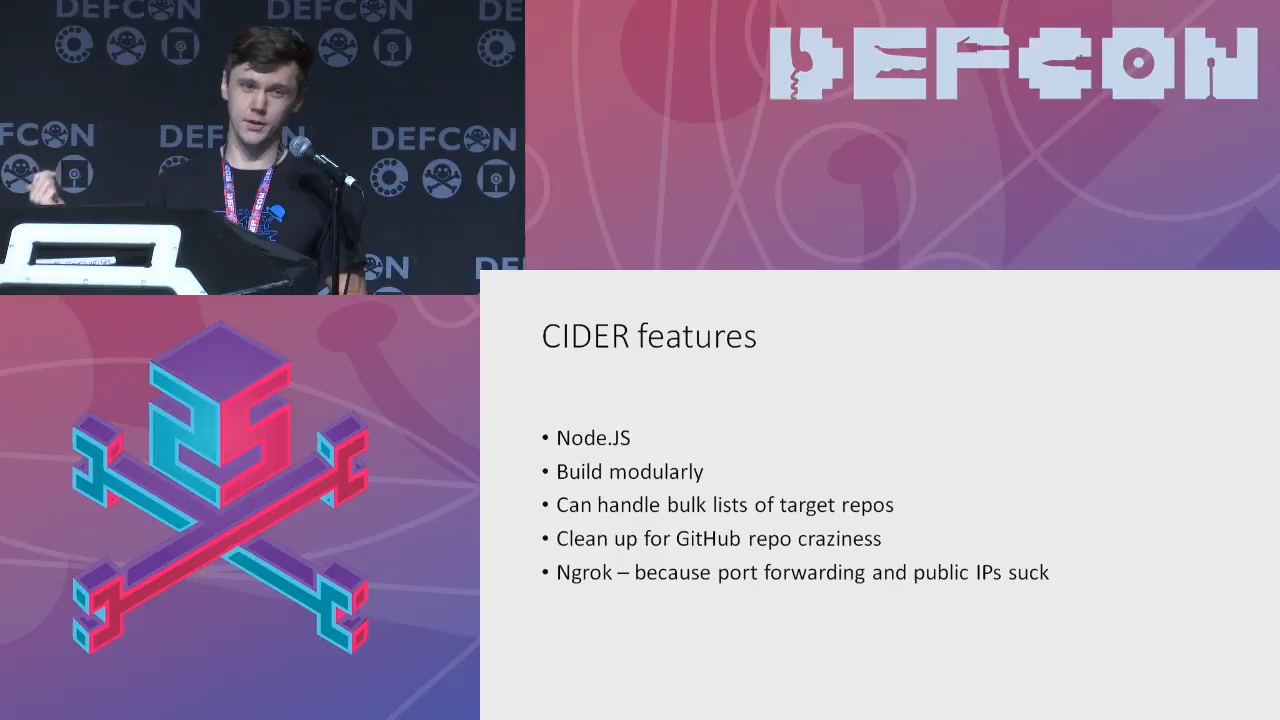 DEFCON
DEFCON
DE
DEFCON
DEFCON
DEFCON
DEFCON
CIDER features
• Node.JS
• Build modularly
• Can handle bulk lists of target repos
• Clean up for GitHub repo craziness
• Ngrok – because port forwarding and public IPs suck